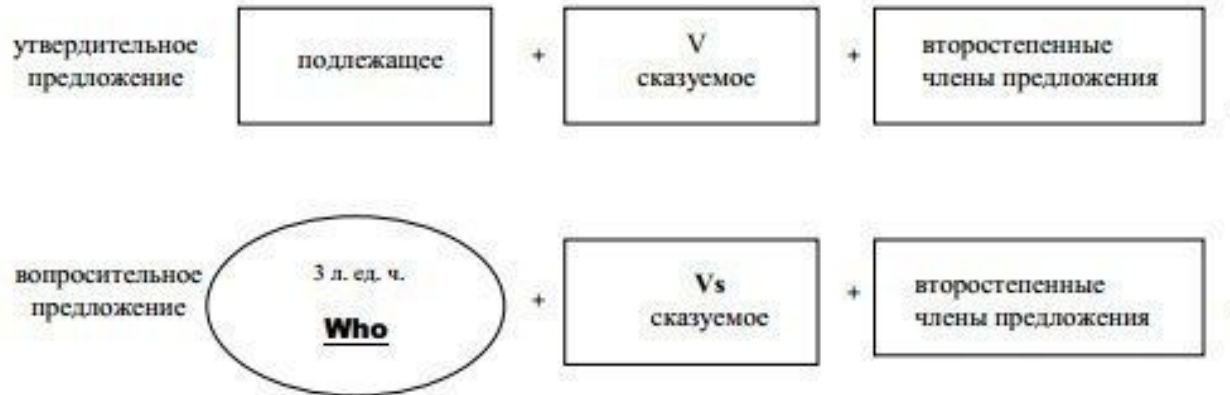 утвердительное
предложение
подлежащее
+
V
сказуемое
+
второстепенные
члены предложения
вопросительное
предложение
3 л. ед. ч.
Who
+
Vs
сказуемое
+
второстепенные
члены предложения